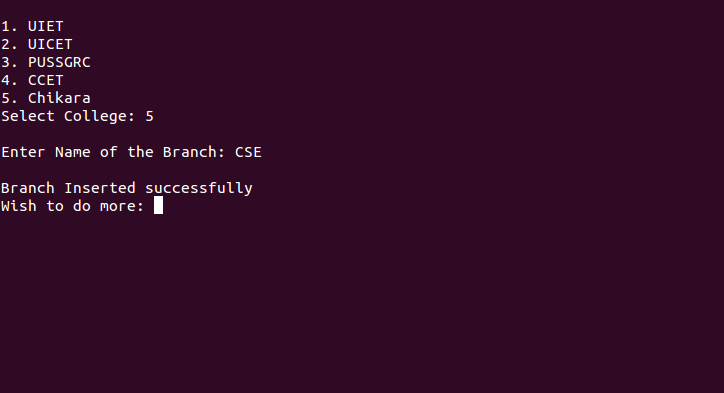 1. UIET
2. UICET
3. PUSSGRC
4. CCET
5. Chikara
Select College: 5
Enter Name of the Branch: CSE
Branch Inserted successfully
Wish to do more: